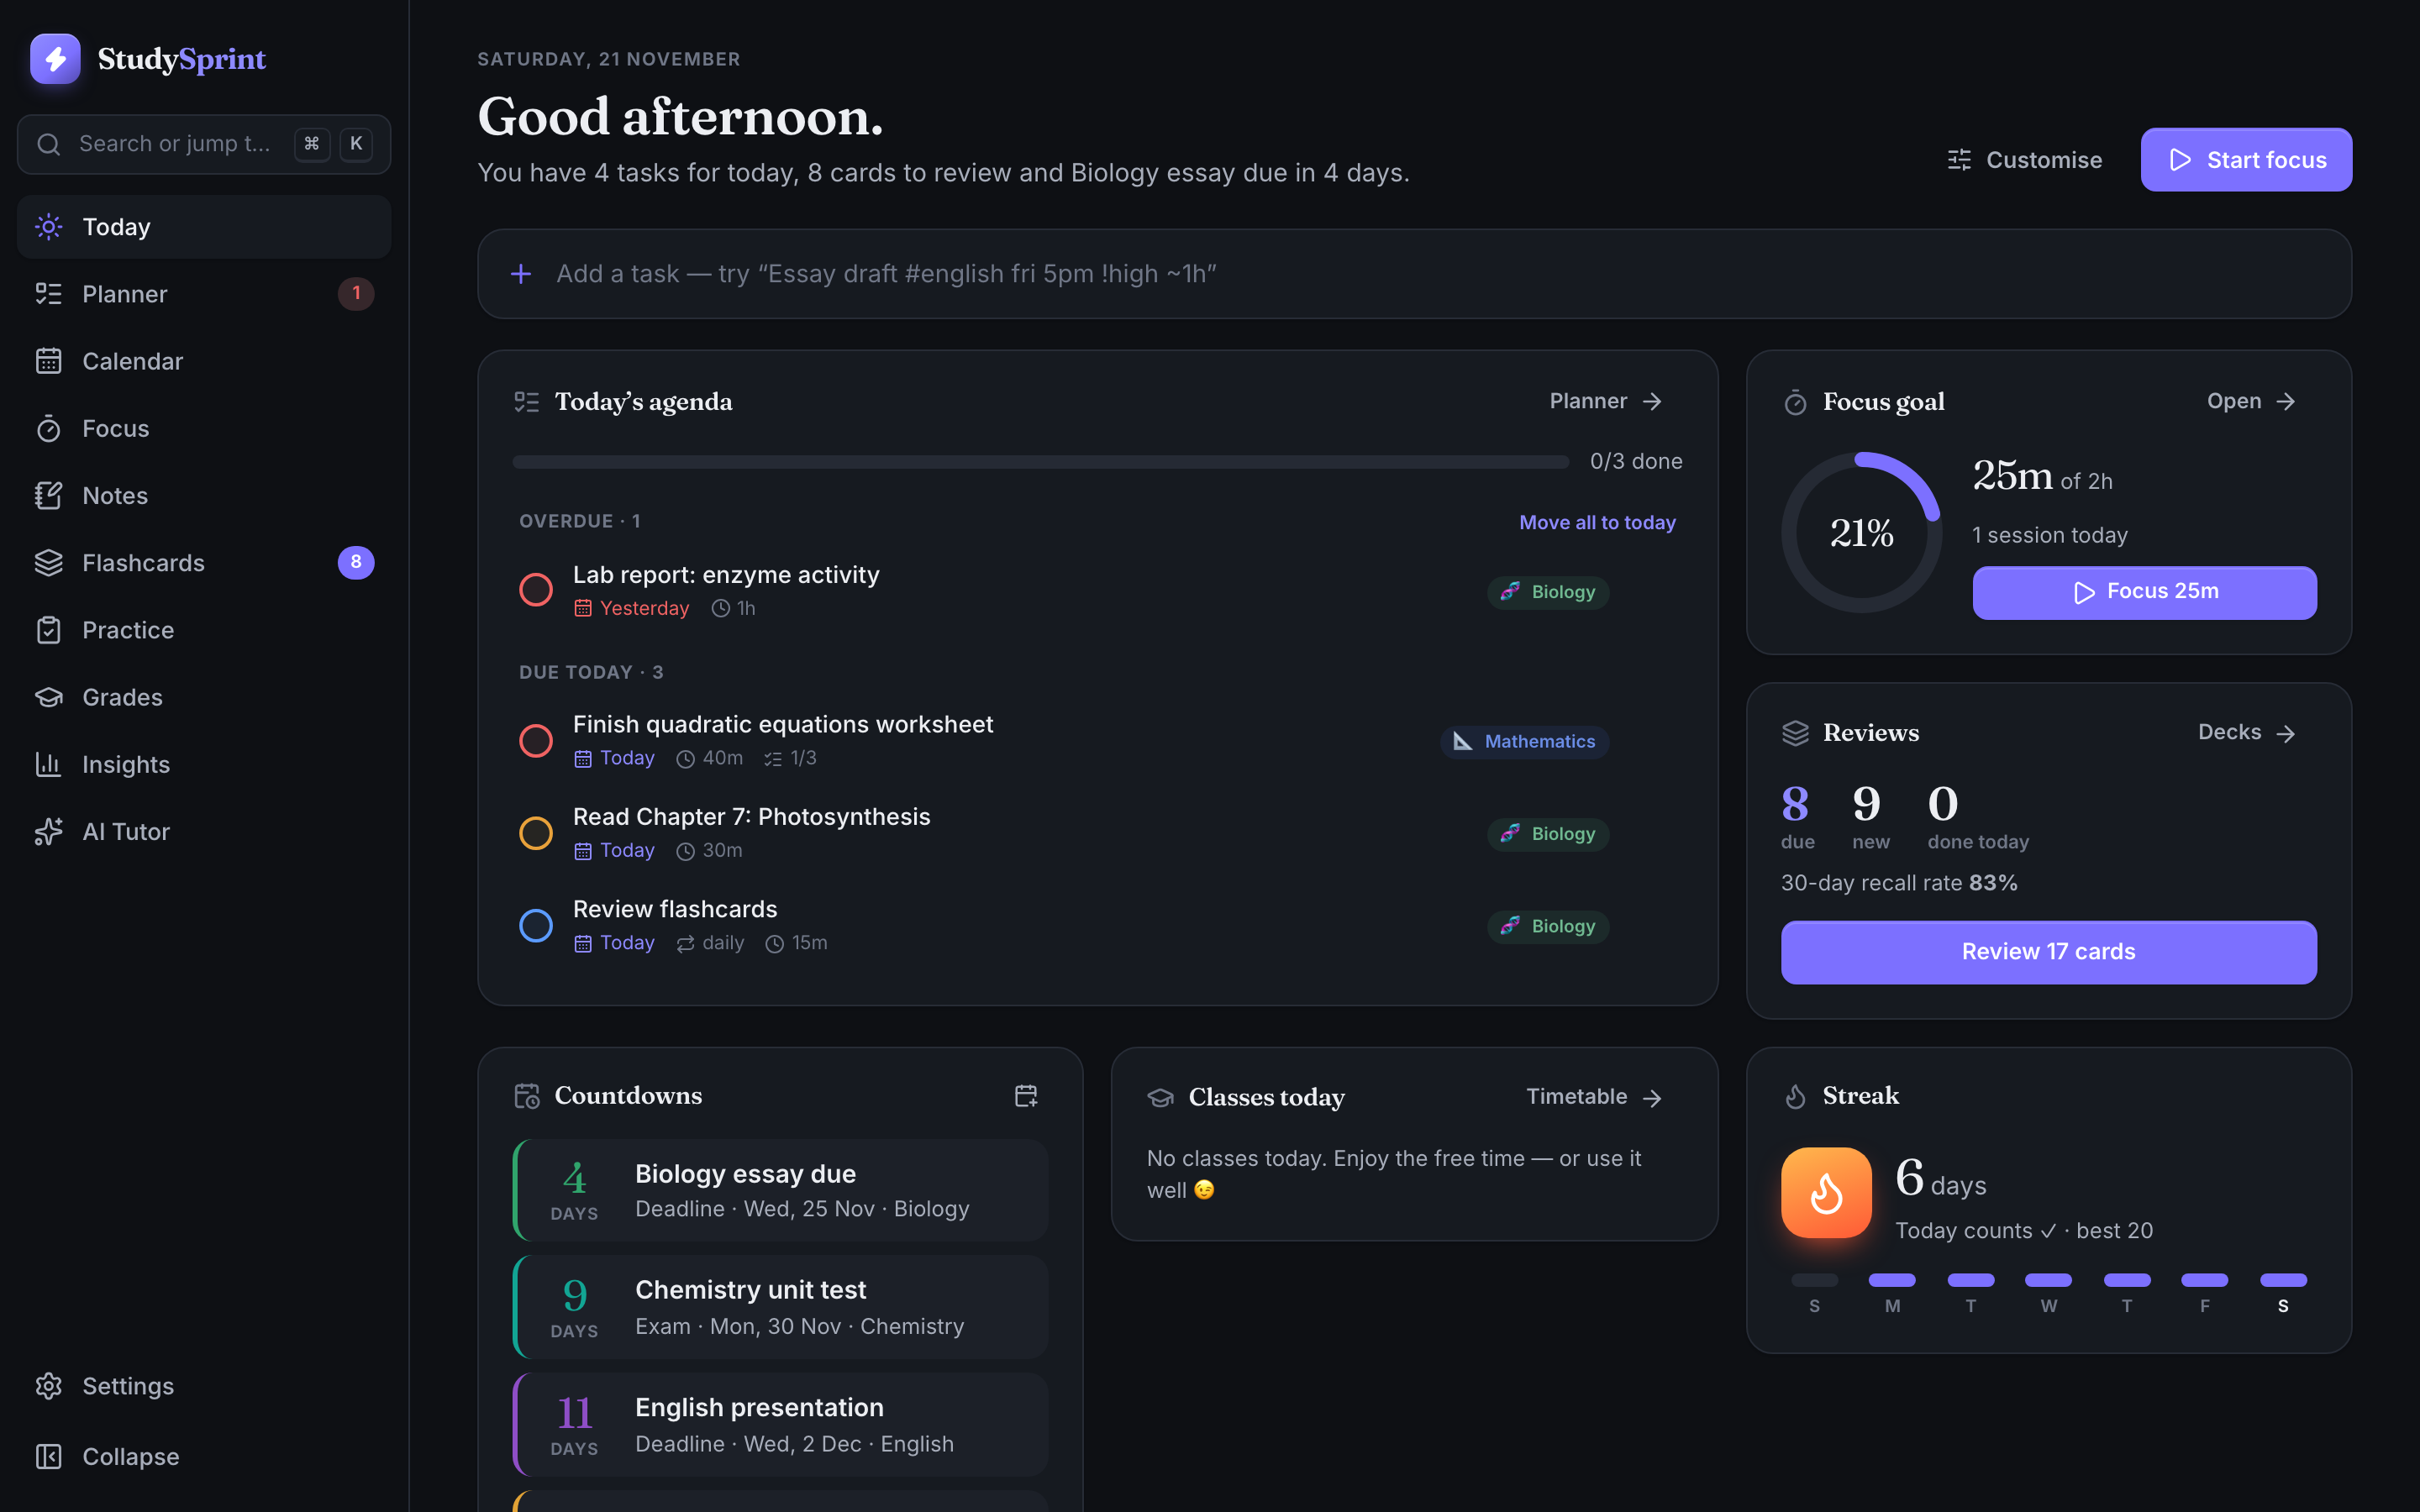 StudySprint
Search or jump t...
⌘ K
Today
Planner
1
Calendar
Focus
Notes
Flashcards
8
Practice
Grades
Insights
AI Tutor
Settings
Collapse
SATURDAY, 21 NOVEMBER
Good afternoon.
You have 4 tasks for today, 8 cards to review and Biology essay due in 4 days.
Customise
Start focus
Add a task — try “Essay draft #english fri 5pm !high ~1h”
Today’s agenda
Planner →
0/3 done
OVERDUE · 1
Move all to today
Lab report: enzyme activity
Yesterday 1h
Biology
DUE TODAY · 3
Finish quadratic equations worksheet
Today 40m 1/3
Mathematics
Read Chapter 7: Photosynthesis
Today 30m
Biology
Review flashcards
Today daily 15m
Biology
Focus goal
Open →
21%
25m of 2h
1 session today
Focus 25m
Reviews
Decks →
8 9 0
due new done today
30-day recall rate 83%
Review 17 cards
Countdowns
4 DAYS
Biology essay due
Deadline · Wed, 25 Nov · Biology
9 DAYS
Chemistry unit test
Exam · Mon, 30 Nov · Chemistry
11 DAYS
English presentation
Deadline · Wed, 2 Dec · English
Classes today
Timetable →
No classes today. Enjoy the free time — or use it
well 😉
Streak
6 days
Today counts ✓ · best 20
S M T W T F S